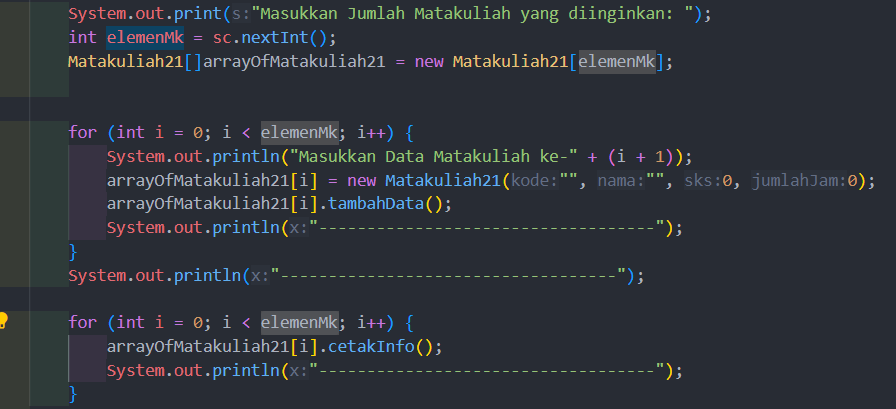 System.out.print(s:"Masukkan Jumlah Matakuliah yang diinginkan: ");
int elemenMk = sc.nextInt();
Matakuliah21[]arrayOfMatakuliah21 = new Matakuliah21[elemenMk];
for (int i = 0; i < elemenMk; i++) {
System.out.println("Masukkan Data Matakuliah ke-" + (i + 1));
arrayOfMatakuliah21[i] = new Matakuliah21(kode:"", nama:"", sks:0, jumlahJam:0);
arrayOfMatakuliah21[i].tambahData();
System.out.println(x:"-----------------------------------");
}
System.out.println(x:"-----------------------------------");
for (int i = 0; i < elemenMk; i++) {
arrayOfMatakuliah21[i].cetakInfo();
System.out.println(x:"-----------------------------------");
}